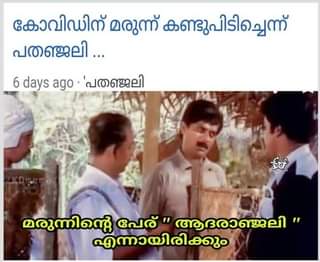 കോവിഡിന് മരുന്ന് കണ്ടുപിടിച്ചെന്ന്
പതഞ്ജലി ...
6 days ago · 'പതഞ്ജലി
മരുന്നിന്റെ പേര് " ആദരാഞ്ജലി "
എന്നായിരിക്കും